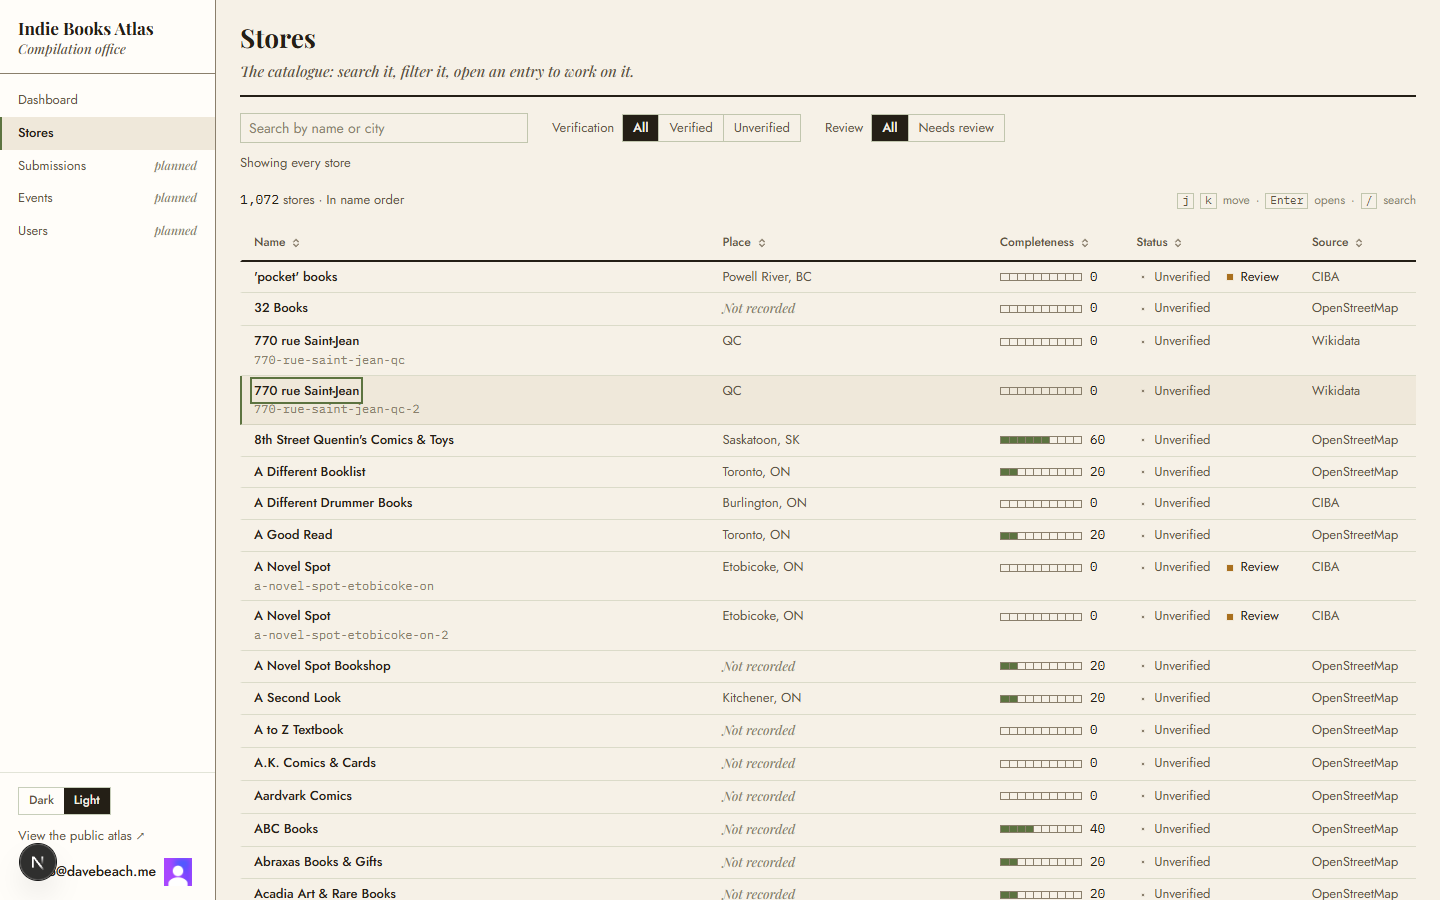 Indie Books Atlas
Compilation office
Dashboard
Stores
Submissions planned
Events planned
Users planned
Dark Light
View the public atlas ↗
N @davebeach.me
Stores
The catalogue: search it, filter it, open an entry to work on it.
Search by name or city Verification All Verified Unverified Review All Needs review
Showing every store
1,072 stores · In name order j k move · Enter opens · / search
Name Place Completeness Status Source
'pocket' books Powell River, BC 0 · Unverified Review CIBA
32 Books Not recorded 0 · Unverified OpenStreetMap
770 rue Saint-Jean QC 0 · Unverified Wikidata
770-rue-saint-jean-qc
770 rue Saint-Jean QC 0 · Unverified Wikidata
770-rue-saint-jean-qc-2
8th Street Quentin's Comics & Toys Saskatoon, SK 60 · Unverified OpenStreetMap
A Different Booklist Toronto, ON 20 · Unverified OpenStreetMap
A Different Drummer Books Burlington, ON 0 · Unverified CIBA
A Good Read Toronto, ON 20 · Unverified OpenStreetMap
A Novel Spot Etobicoke, ON 0 · Unverified Review CIBA
a-novel-spot-etobicoke-on
A Novel Spot Etobicoke, ON 0 · Unverified Review CIBA
a-novel-spot-etobicoke-on-2
A Novel Spot Bookshop Not recorded 20 · Unverified OpenStreetMap
A Second Look Kitchener, ON 20 · Unverified OpenStreetMap
A to Z Textbook Not recorded 0 · Unverified OpenStreetMap
A.K. Comics & Cards Not recorded 0 · Unverified OpenStreetMap
Aardvark Comics Not recorded 0 · Unverified OpenStreetMap
ABC Books Not recorded 40 · Unverified OpenStreetMap
Abraxas Books & Gifts Not recorded 20 · Unverified OpenStreetMap
Acadia Art & Rare Books Not recorded 20 · Unverified OpenStreetMap